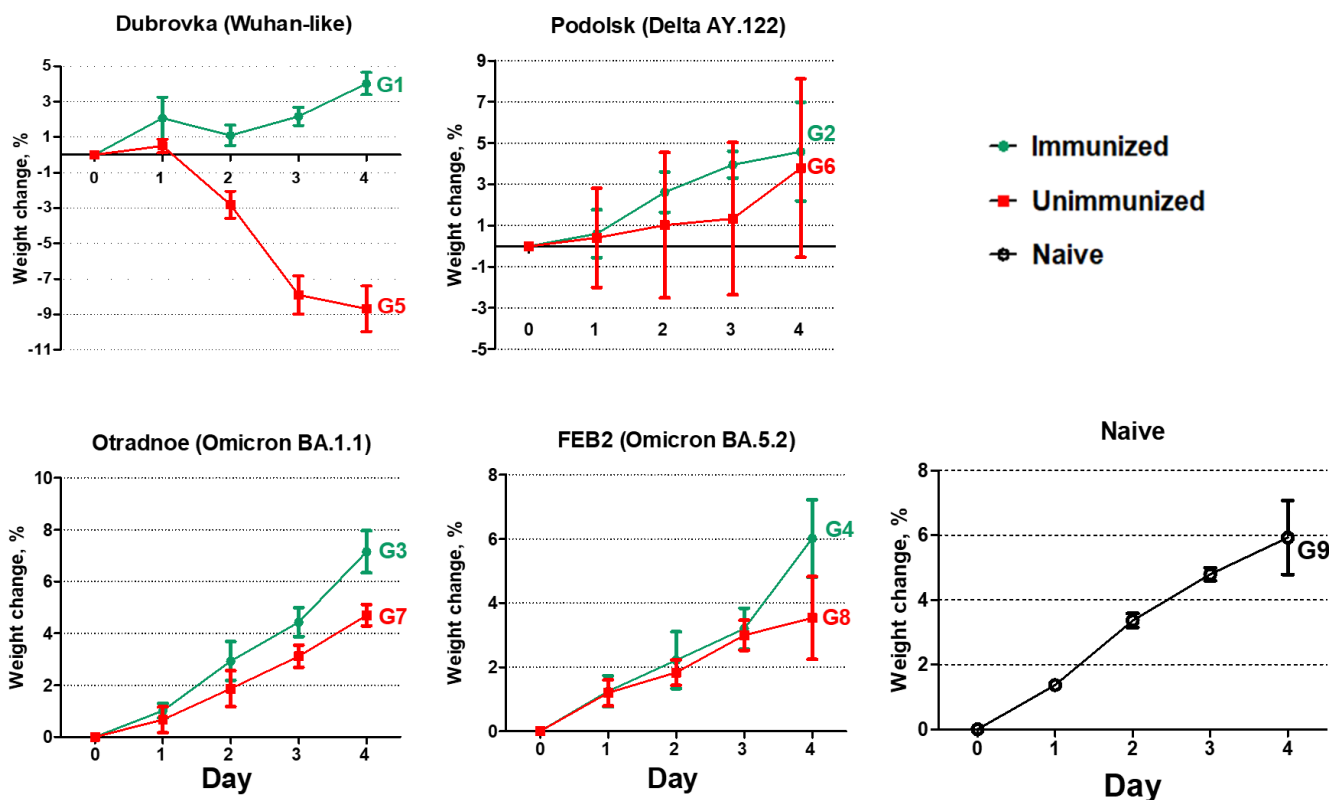 Dubrovka (Wuhan-like)
Weight change, %
5
3
1
-1
-3
-5
-7
-9
-11
0 1 2 3 4
G1
G5
Podolsk (Delta AY.122)
Weight change, %
9
7
5
3
1
-1
-3
-5
0 1 2 3 4
G2
G6
Immunized
Unimmunized
Naive
Otradnoe (Omicron BA.1.1)
Weight change, %
10
8
6
4
2
0
0 1 2 3 4
G3
G7
Day
FEB2 (Omicron BA.5.2)
Weight change, %
8
6
4
2
0
0 1 2 3 4
G4
G8
Day
Naive
Weight change, %
8
6
4
2
0
0 1 2 3 4
G9
Day